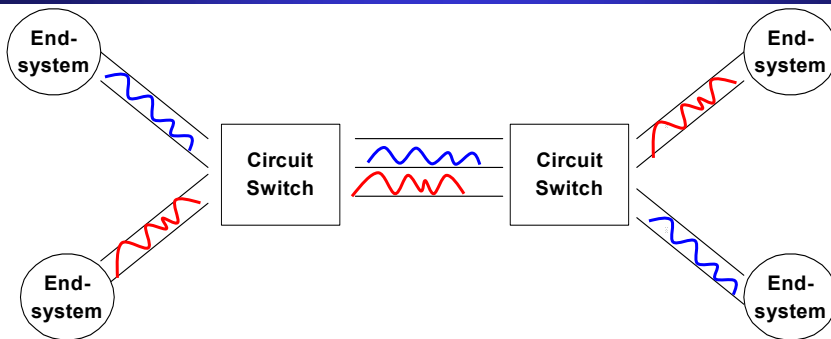 End-
system
End-
system
Circuit
Switch
Circuit
Switch
End-
system
End-
system